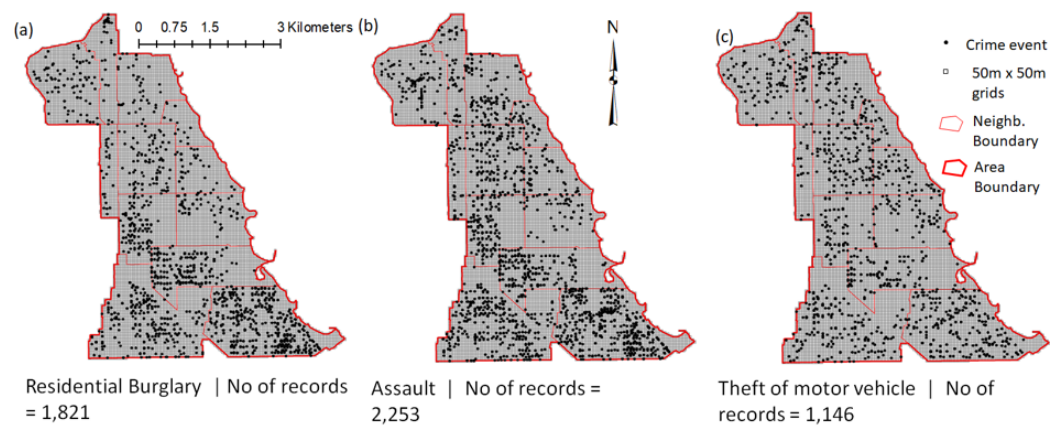 (a)
0 0.75 1.5 3 Kilometers
(b)
N
(c)
Crime event
50m x 50m
grids
Neighb.
Boundary
Area
Boundary
Residential Burglary | No of records
= 1,821
Assault | No of records =
2,253
Theft of motor vehicle | No of
records = 1,146